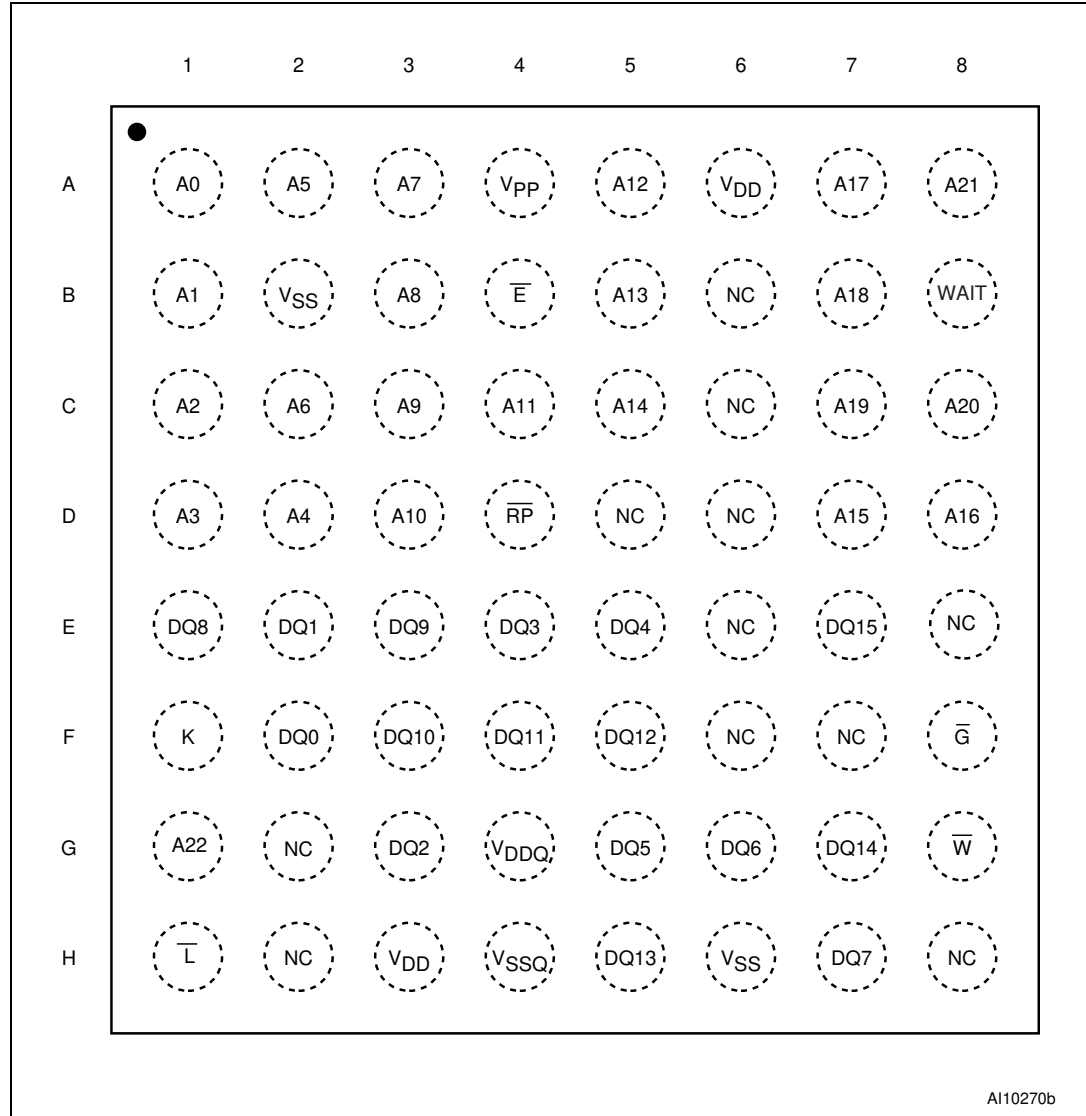 1 2 3 4 5 6 7 8
A A0 A5 A7 VPP A12 VDD A17 A21
B A1 VSS A8 E̅ A13 NC A18 WAIT
C A2 A6 A9 A11 A14 NC A19 A20
D A3 A4 A10 R̅P̅ NC NC A15 A16
E DQ8 DQ1 DQ9 DQ3 DQ4 NC DQ15 NC
F K DQ0 DQ10 DQ11 DQ12 NC NC G̅
G A22 NC DQ2 VDDQ DQ5 DQ6 DQ14 W̅
H L̅ NC VDD VSSQ DQ13 VSS DQ7 NC
AI10270b